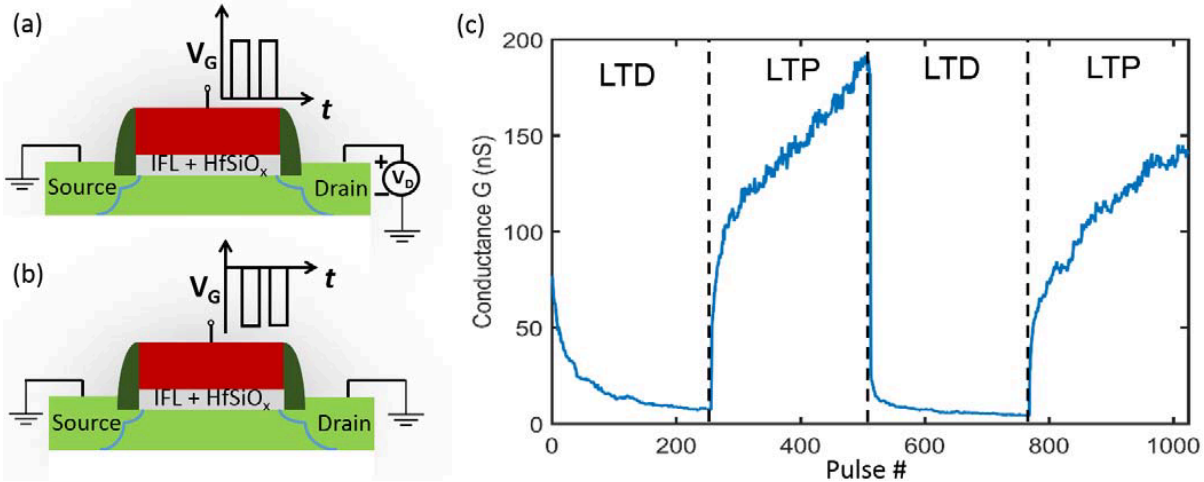 (a)
V_G
t
IFL + HfSiO_x
Source
Drain
+
−
V_D
(b)
t
V_G
IFL + HfSiO_x
Source
Drain
(c)
200
150
100
50
0
Conductance G (nS)
LTD
LTP
LTD
LTP
0
200
400
600
800
1000
Pulse #